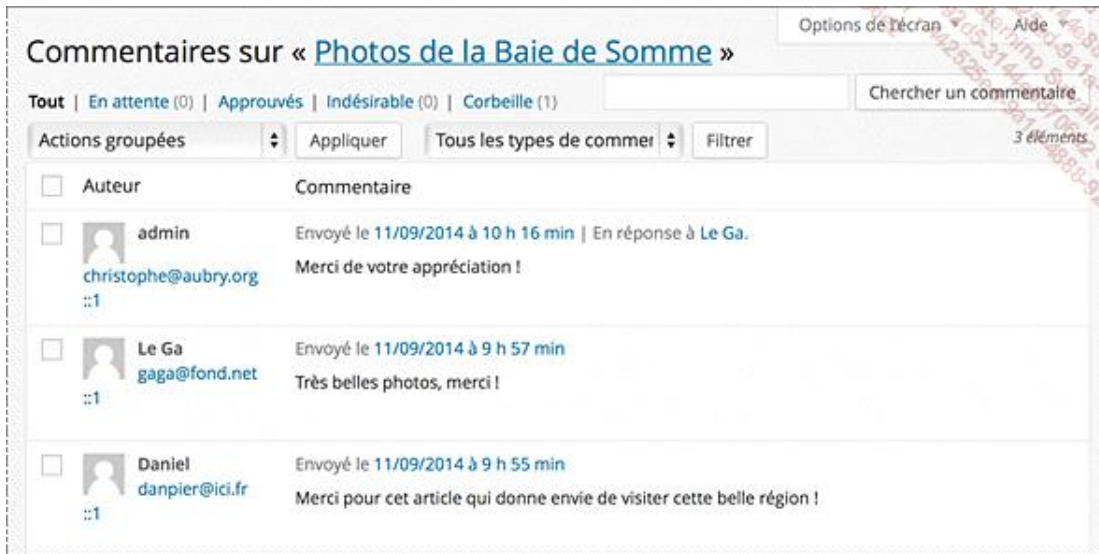 Options de l'écran Aide
Commentaires sur « Photos de la Baie de Somme »
Tout | En attente (0) | Approuvés | Indésirable (0) | Corbeille (1) Chercher un commentaire
Actions groupées Appliquer Tous les types de commer Filtrer 3 éléments
Auteur Commentaire
admin Envoyé le 11/09/2014 à 10 h 16 min | En réponse à Le Ga.
christophe@aubry.org Merci de votre appréciation !
::1
Le Ga Envoyé le 11/09/2014 à 9 h 57 min
gaga@fond.net Très belles photos, merci !
::1
Daniel Envoyé le 11/09/2014 à 9 h 55 min
danpier@ici.fr Merci pour cet article qui donne envie de visiter cette belle région !
::1